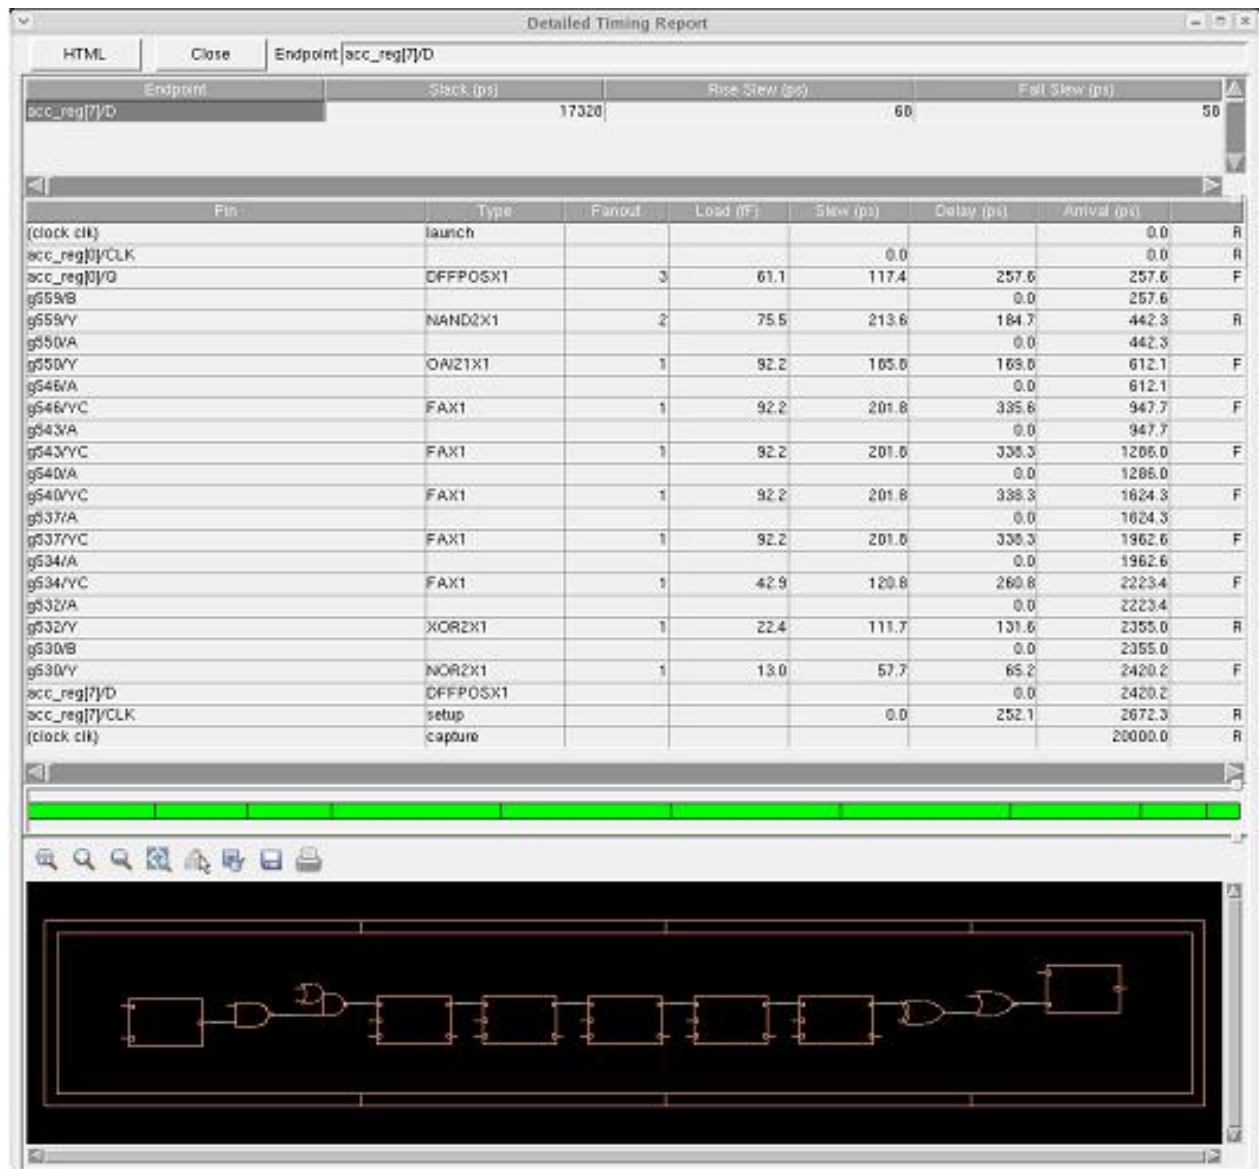 Detailed Timing Report
HTML Close Endpoint acc_reg[7]/D
Endpoint Slack (ps) Rise Slew (ps) Fall Slew (ps)
acc_reg[7]/D 17328 60 58
Pin Type Fanout Load (fF) Slew (ps) Delay (ps) Arrival (ps)
(clock clk) launch 0.0 R
acc_reg[0]/CLK 0.0 0.0 R
acc_reg[0]/Q DFFPOSX1 3 61.1 117.4 257.6 257.6 F
g559/B 0.0 257.6
g559/Y NAND2X1 2 75.5 213.6 184.7 442.3 R
g550/A 0.0 442.3
g550/Y OAI21X1 1 92.2 185.8 169.8 612.1 F
g546/A 0.0 612.1
g546/YC FAX1 1 92.2 201.8 335.6 947.7 F
g543/A 0.0 947.7
g543/YC FAX1 1 92.2 201.8 338.3 1286.0 F
g540/A 0.0 1286.0
g540/YC FAX1 1 92.2 201.8 338.3 1624.3 F
g537/A 0.0 1624.3
g537/YC FAX1 1 92.2 201.8 338.3 1962.6 F
g534/A 0.0 1962.6
g534/YC FAX1 1 42.9 120.8 260.8 2223.4 F
g532/A 0.0 2223.4
g532/Y XOR2X1 1 22.4 111.7 131.6 2355.0 R
g530/B 0.0 2355.0
g530/Y NOR2X1 1 13.0 57.7 65.2 2420.2 F
acc_reg[7]/D DFFPOSX1 0.0 2420.2
acc_reg[7]/CLK setup 0.0 252.1 2672.3 R
(clock clk) capture 20000.0 R